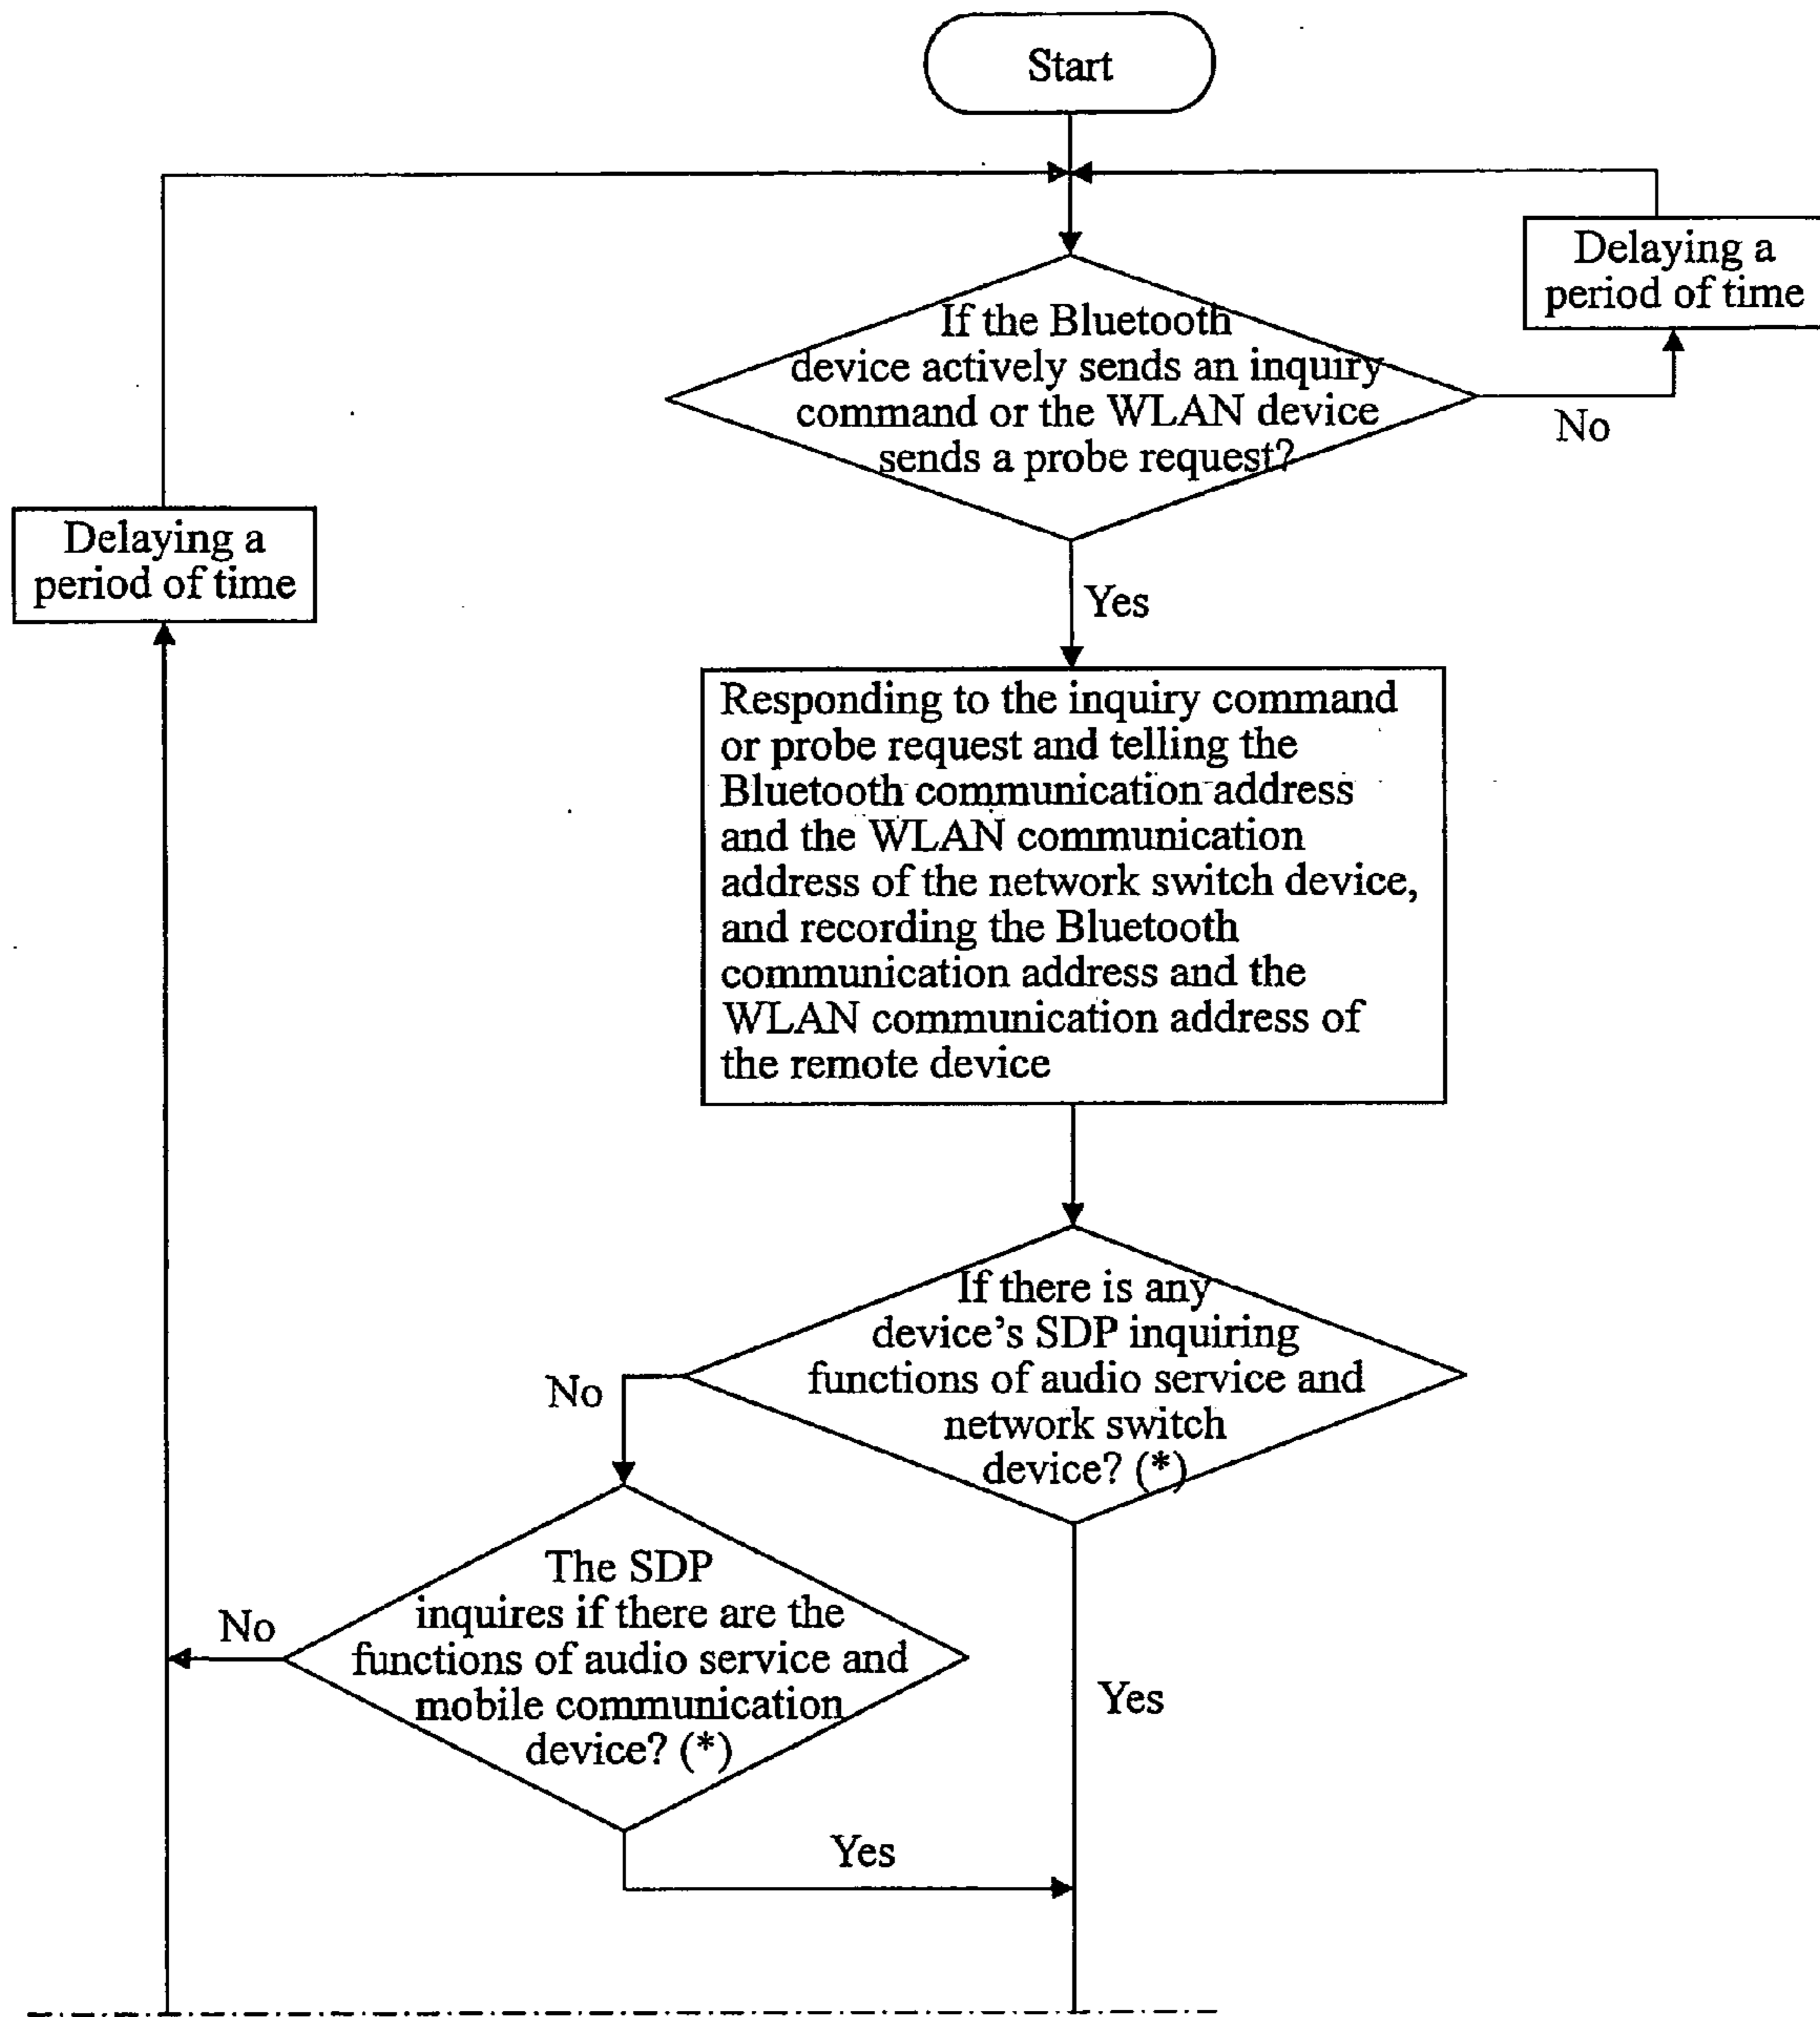 Start
Delaying a
period of time
If the Bluetooth
device actively sends an inquiry
command or the WLAN device
sends a probe request?
No
Delaying a
period of time
Yes
Responding to the inquiry command
or probe request and telling the
Bluetooth communication address
and the WLAN communication
address of the network switch device,
and recording the Bluetooth
communication address and the
WLAN communication address of
the remote device
If there is any
device's SDP inquiring
functions of audio service and
network switch
device? (*)
No
The SDP
inquires if there are the
functions of audio service and
mobile communication
device? (*)
No
Yes
Yes